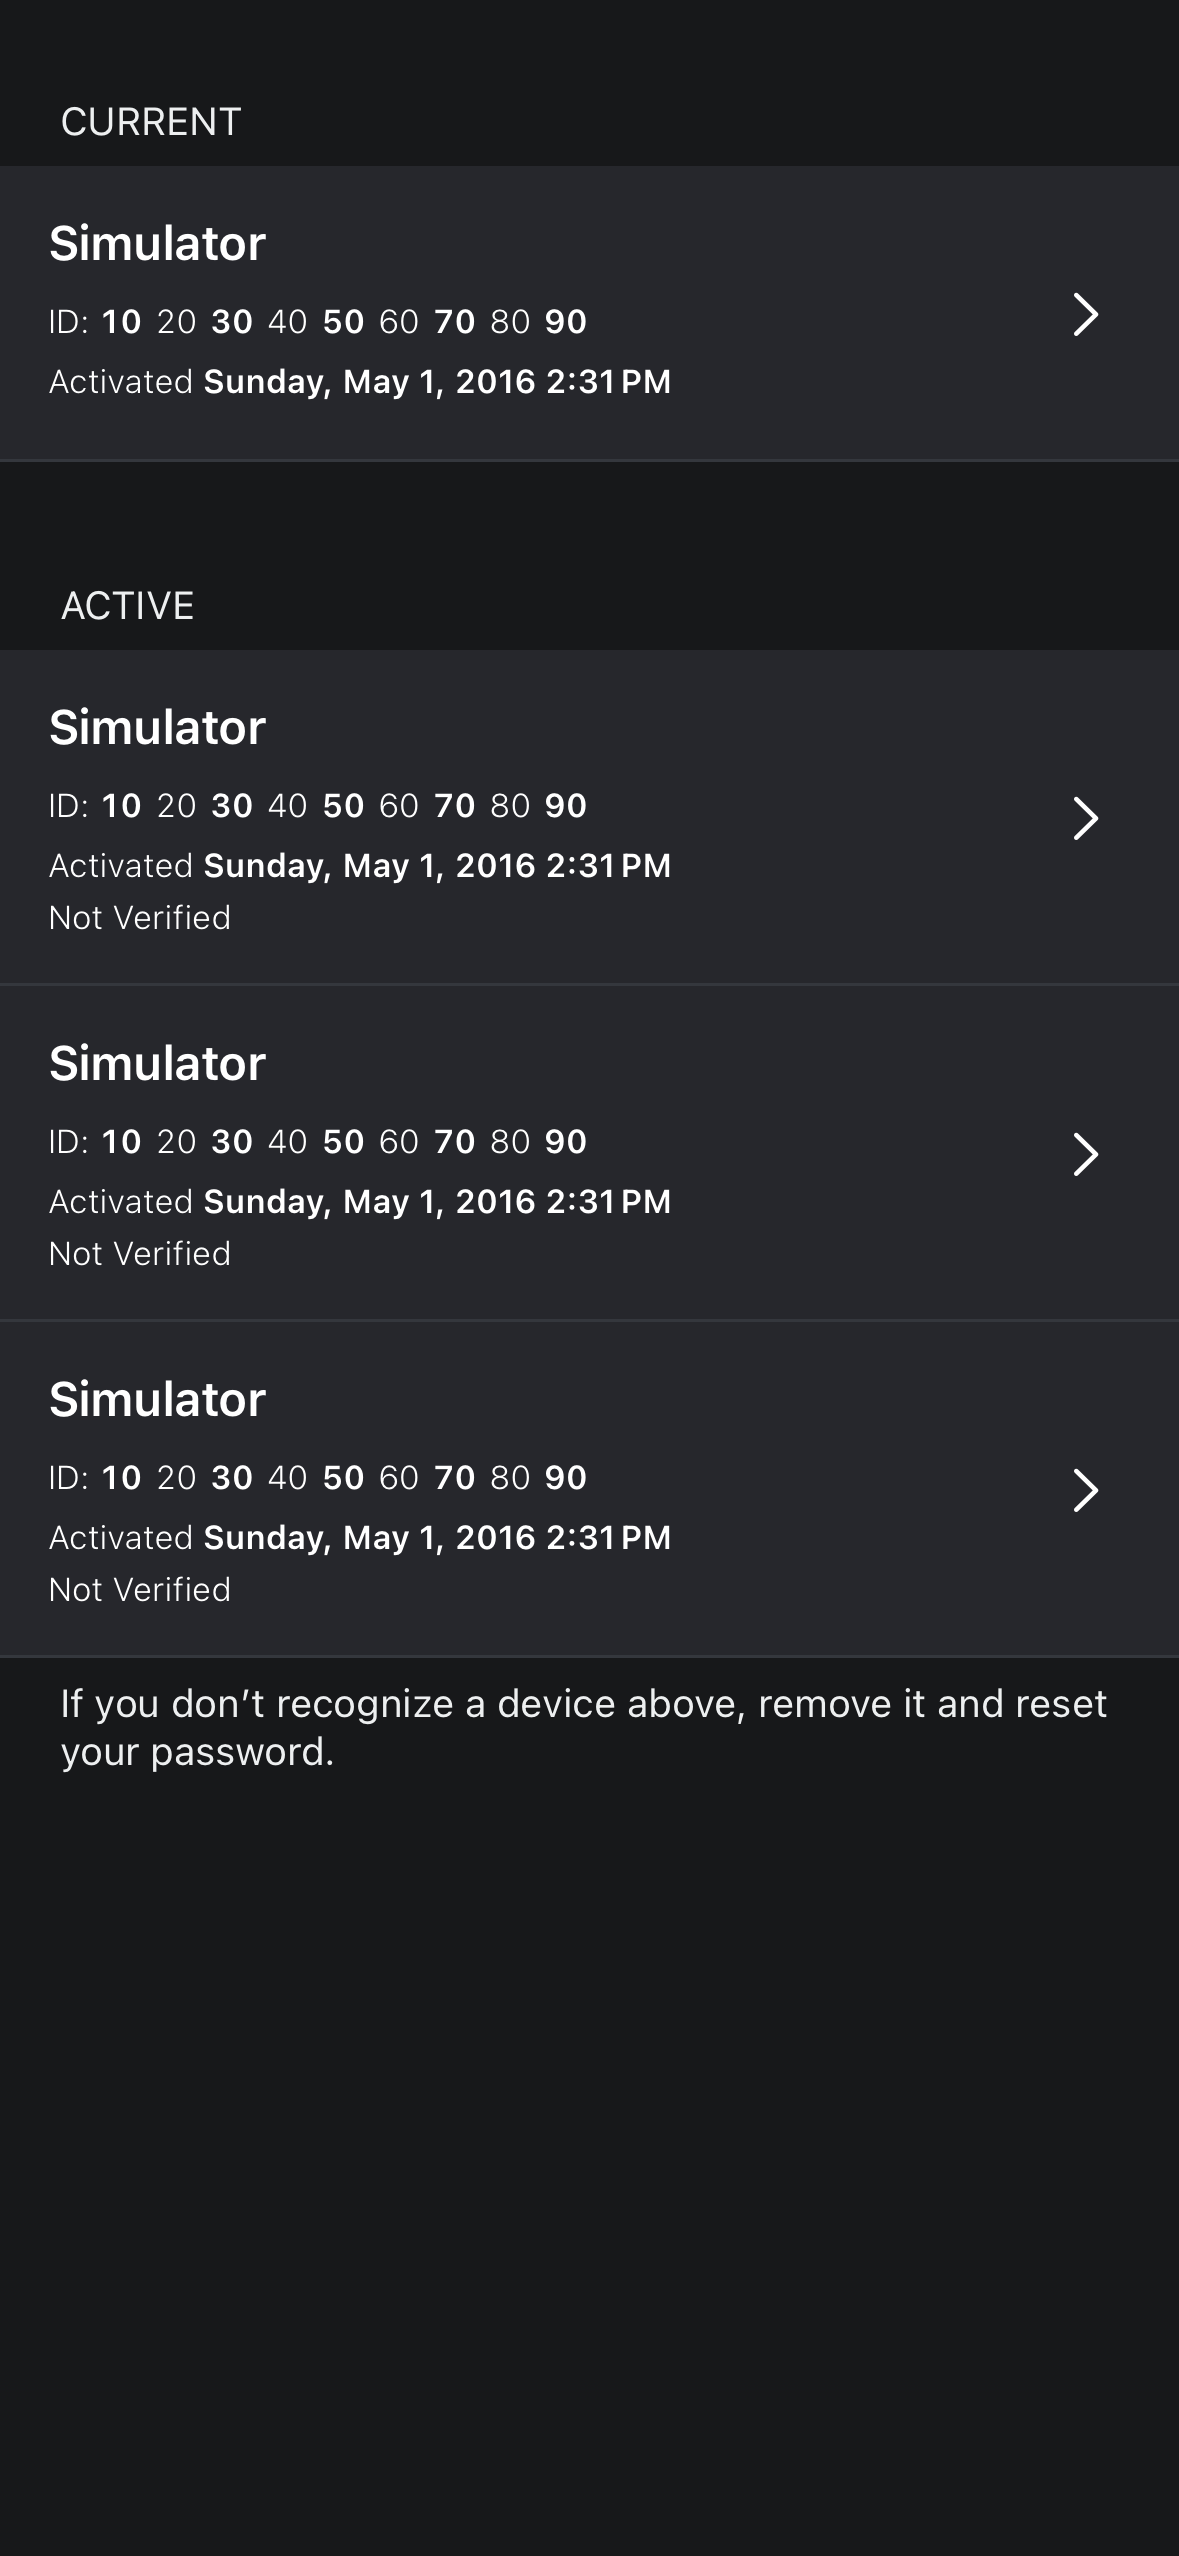 CURRENT
Simulator
ID: 10 20 30 40 50 60 70 80 90
Activated Sunday, May 1, 2016 2:31 PM
ACTIVE
Simulator
ID: 10 20 30 40 50 60 70 80 90
Activated Sunday, May 1, 2016 2:31 PM
Not Verified
Simulator
ID: 10 20 30 40 50 60 70 80 90
Activated Sunday, May 1, 2016 2:31 PM
Not Verified
Simulator
ID: 10 20 30 40 50 60 70 80 90
Activated Sunday, May 1, 2016 2:31 PM
Not Verified
If you don’t recognize a device above, remove it and reset
your password.